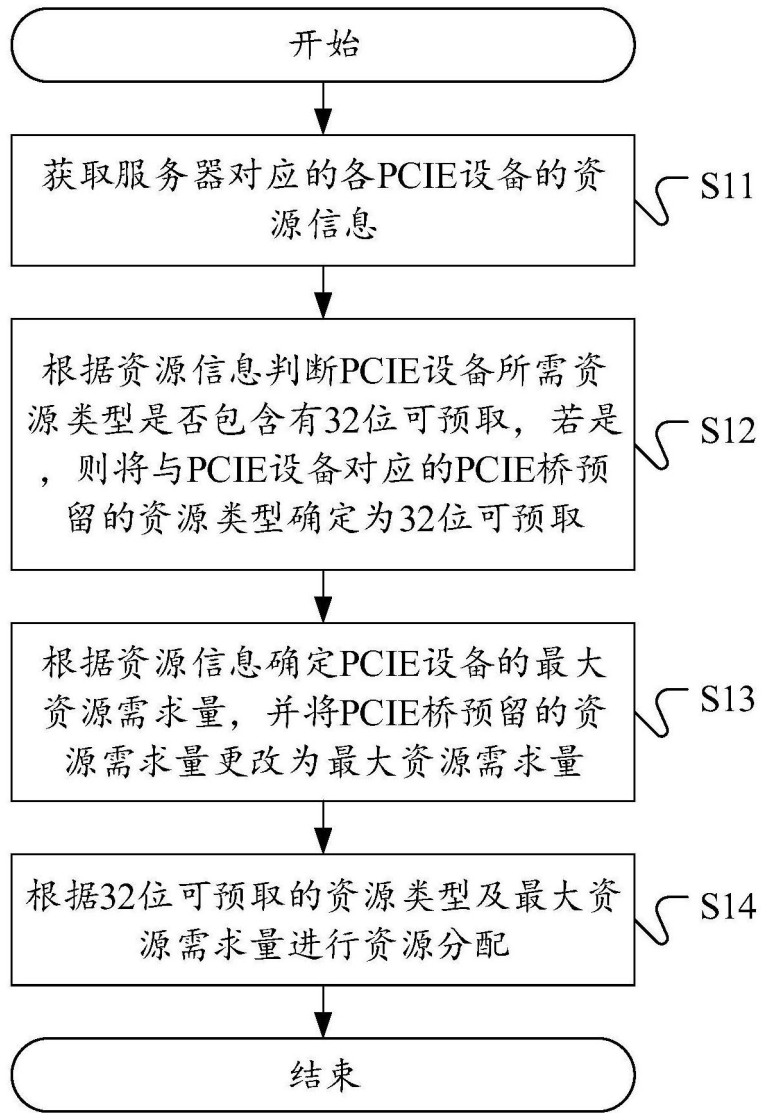 开始
获取服务器对应的各PCIE设备的资
源信息
S11
根据资源信息判断PCIE设备所需资
源类型是否包含有32位可预取，若是
，则将与PCIE设备对应的PCIE桥预
留的资源类型确定为32位可预取
S12
根据资源信息确定PCIE设备的最大
资源需求量，并将PCIE桥预留的资
源需求量更改为最大资源需求量
S13
根据32位可预取的资源类型及最大资
源需求量进行资源分配
S14
结束